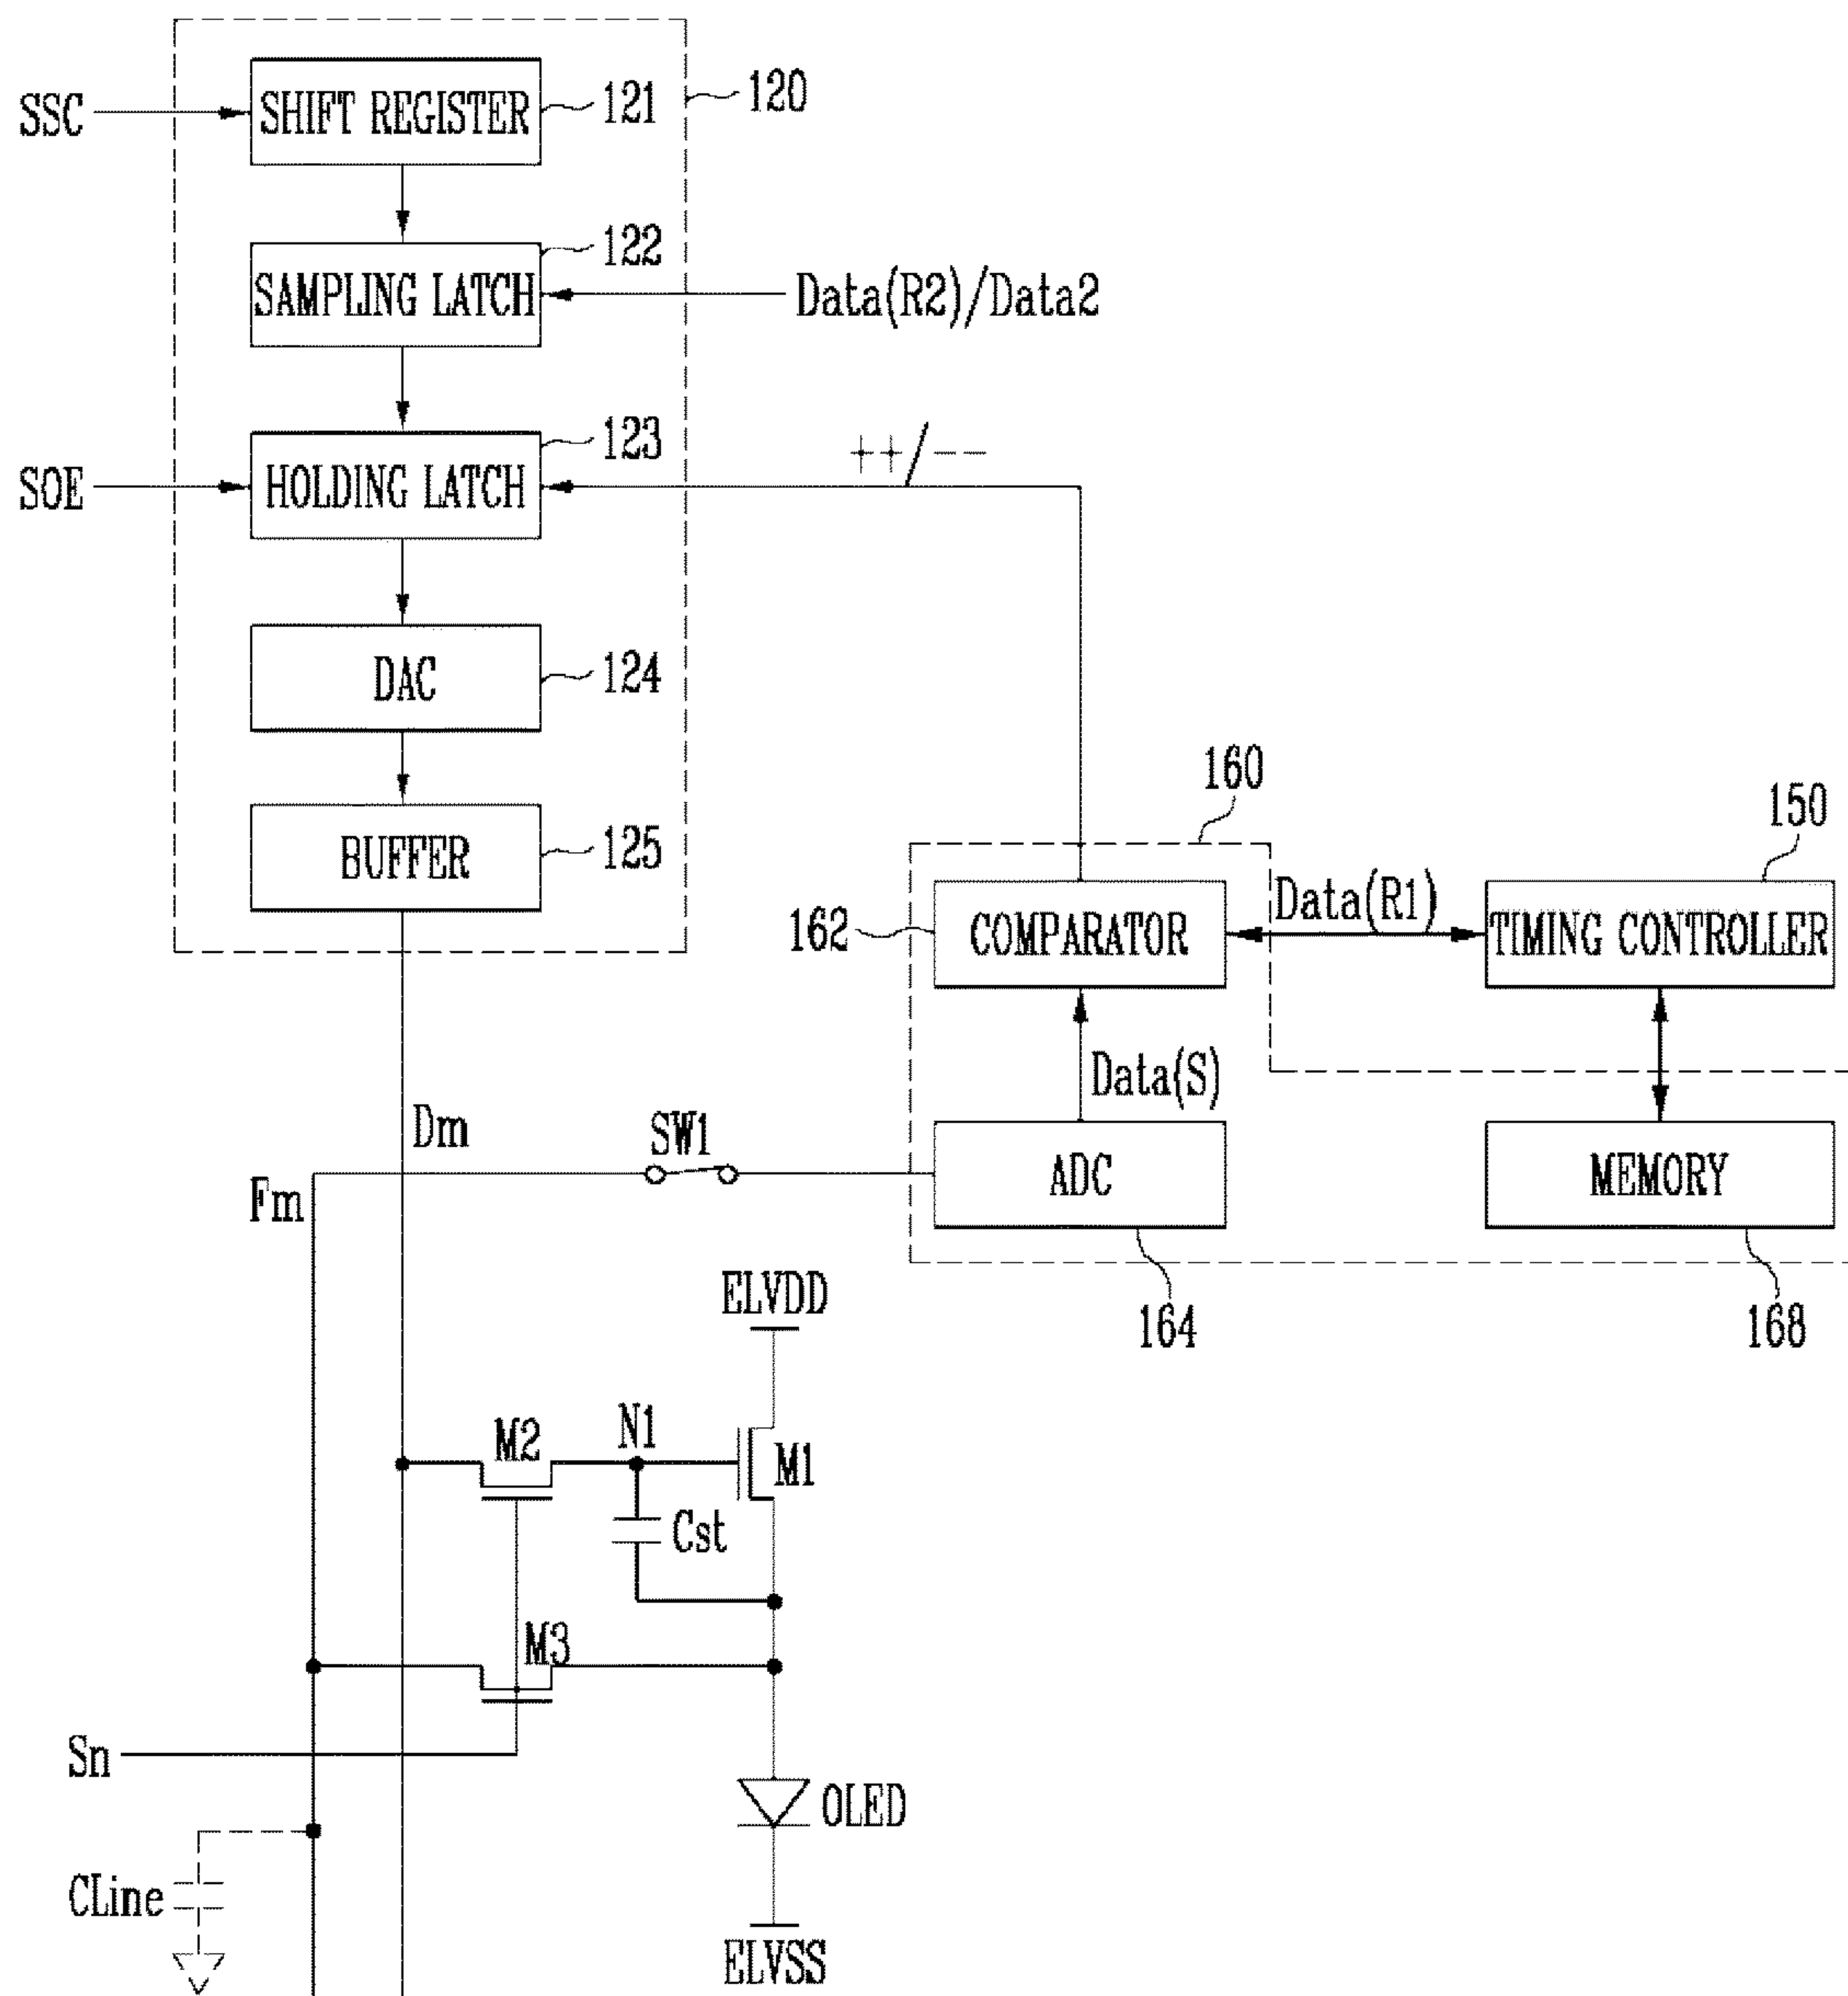 SSC
SHIFT REGISTER
121
120
122
SAMPLING LATCH
Data(R2)/Data2
123
SOE
HOLDING LATCH
++/--
DAC
124
BUFFER
125
160
150
162
COMPARATOR
Data(R1)
TIMING CONTROLLER
Data(S)
Dm
SW1
Fm
ADC
MEMORY
ELVDD
164
168
M2
N1
M1
Cst
M3
Sn
OLED
CLine
ELVSS